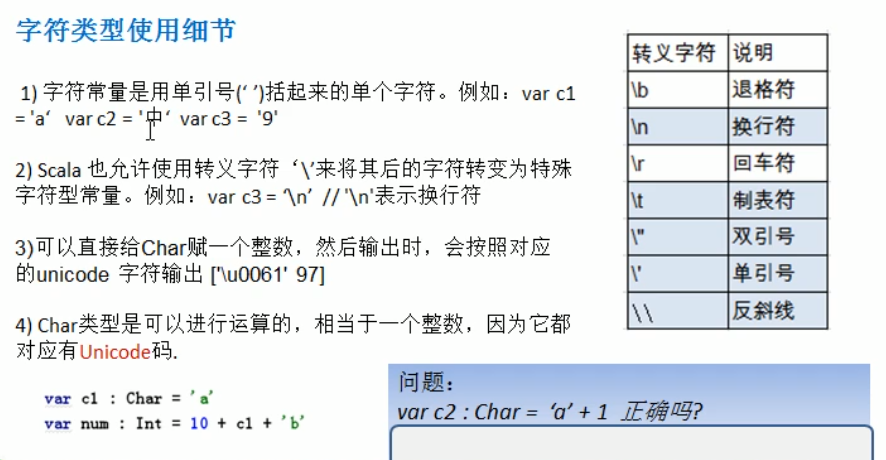 字符类型使用细节
1) 字符常量是用单引号(‘ ’)括起来的单个字符。例如：var c1
= 'a‘ var c2 = '中‘ var c3 = '9'
2) Scala 也允许使用转义字符‘\’来将其后的字符转变为特殊
字符型常量。例如：var c3 = ‘\n’ // '\n'表示换行符
3)可以直接给Char赋一个整数，然后输出时，会按照对应
的unicode 字符输出 ['\u0061' 97]
4) Char类型是可以进行运算的，相当于一个整数，因为它都
对应有Unicode码.
var c1 : Char = 'a'
var num : Int = 10 + c1 + 'b'
转义字符 说明
\b 退格符
\n 换行符
\r 回车符
\t 制表符
\" 双引号
\' 单引号
\\ 反斜线
问题：
var c2 : Char = ‘a’ + 1 正确吗?